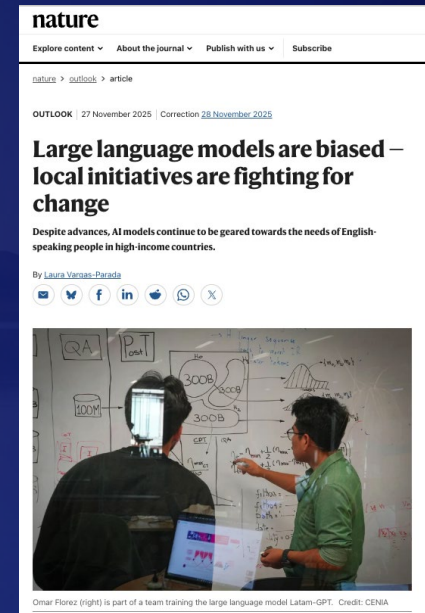 nature
Explore content About the journal Publish with us Subscribe
nature > outlook > article
OUTLOOK | 27 November 2025 | Correction 28 November 2025
Large language models are biased —
local initiatives are fighting for
change
Despite advances, AI models continue to be geared towards the needs of English-
speaking people in high-income countries.
By Laura Vargas-Parada
QA
PosT
300B
300B
300B
100M
GPT
Omar Florez (right) is part of a team training the large language model Latam-GPT. Credit: CENIA